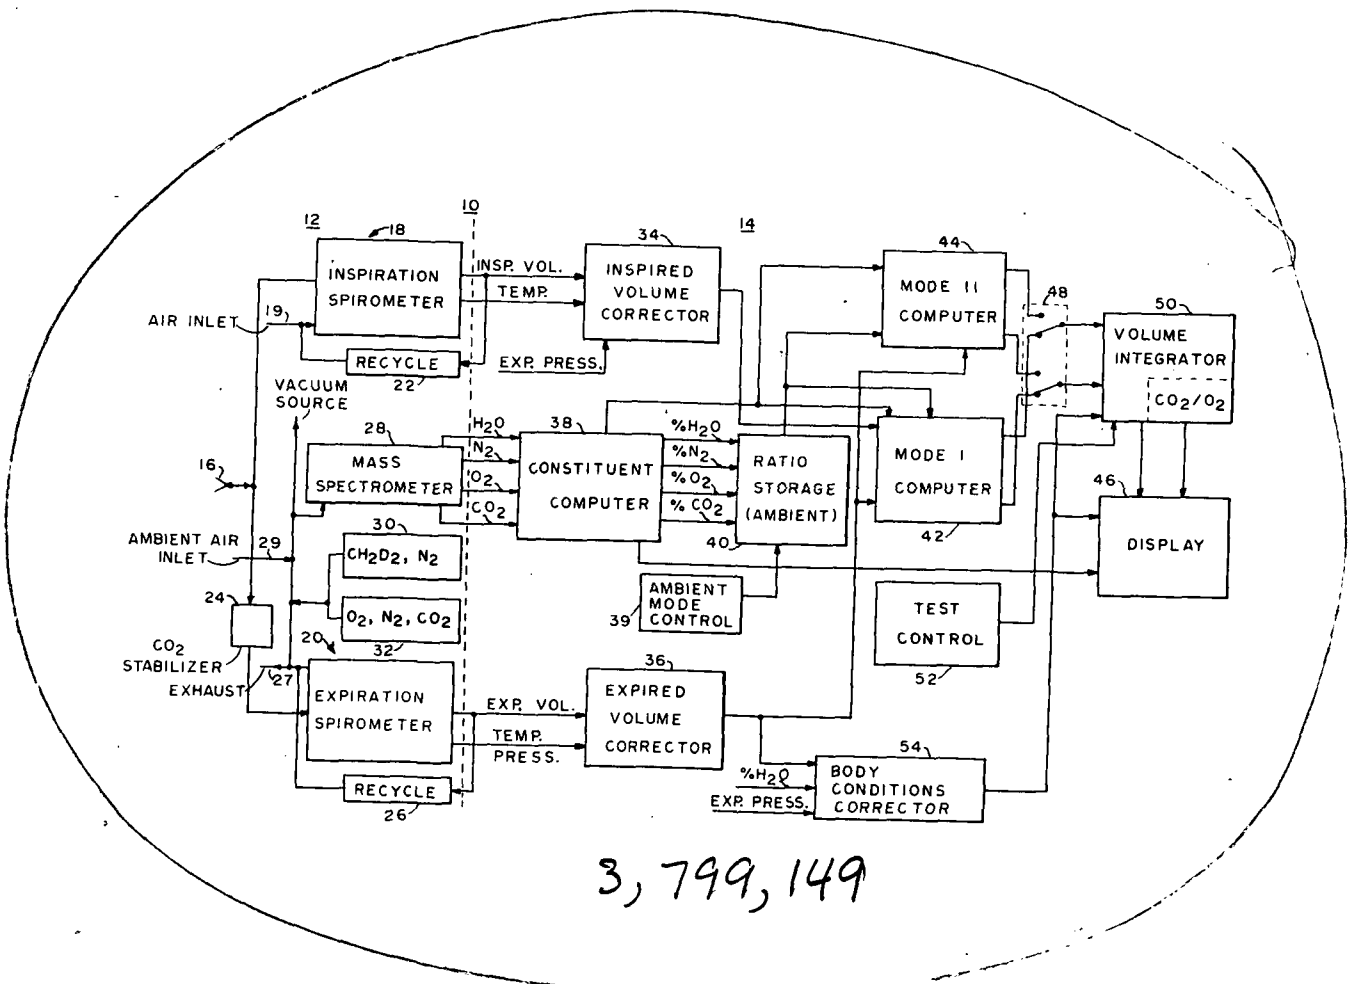 12
10
14
18
34
44
48
50
INSPIRATION
SPIROMETER
INSP. VOL.
TEMP.
INSPIRED
VOLUME
CORRECTOR
MODE II
COMPUTER
VOLUME
INTEGRATOR
CO2/O2
AIR INLET
19
RECYCLE
22
EXP. PRESS.
VACUUM
SOURCE
28
MASS
SPECTROMETER
H2O
N2
O2
CO2
38
CONSTITUENT
COMPUTER
%H2O
%N2
%O2
% CO2
RATIO
STORAGE
(AMBIENT)
40
MODE I
COMPUTER
42
46
DISPLAY
16
AMBIENT AIR
INLET
29
30
CH2D2, N2
O2, N2, CO2
32
24
CO2
STABILIZER
EXHAUST
27
20
39
AMBIENT
MODE
CONTROL
TEST
CONTROL
52
EXPIRATION
SPIROMETER
EXP. VOL.
TEMP.
PRESS.
36
EXPIRED
VOLUME
CORRECTOR
RECYCLE
26
%H2O
EXP. PRESS.
54
BODY
CONDITIONS
CORRECTOR
3,799,149